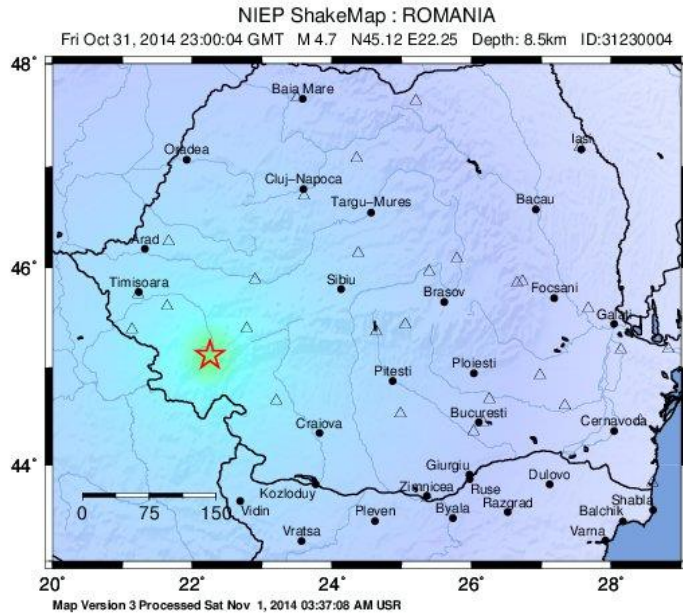 NIEP ShakeMap : ROMANIA
Fri Oct 31, 2014 23:00:04 GMT M 4.7 N45.12 E22.25 Depth: 8.5km ID:31230004
48°
Baia Mare
Iasi
Oradea
Cluj–Napoca
Targu–Mures
Bacau
Arad
46°
Timisoara
Sibiu
Brasov
Focsani
Galati
Pitesti
Ploiesti
Bucuresti
Craiova
Cernavoda
44°
Giurgiu
0 75 150
Kozloduy
Zimnicea
Ruse
Dulovo
Vidin
Razgrad
Shabla
Pleven
Byala
Balchik
Vratsa
Varna
20° 22° 24° 26° 28°
Map Version 3 Processed Sat Nov 1, 2014 03:37:08 AM USR